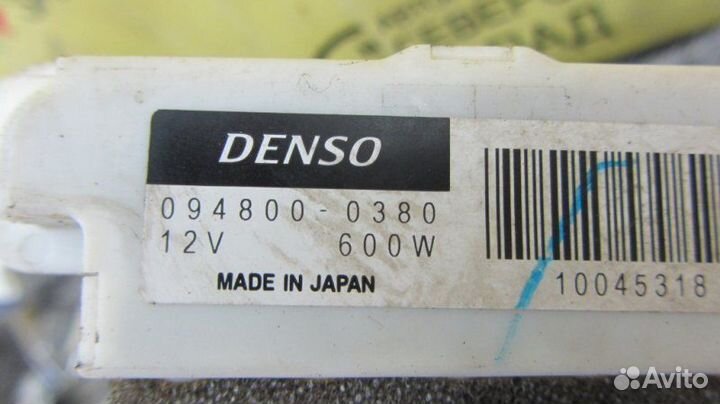 DENSO
094800-0380
12V 600W
MADE IN JAPAN
10045318
Avito